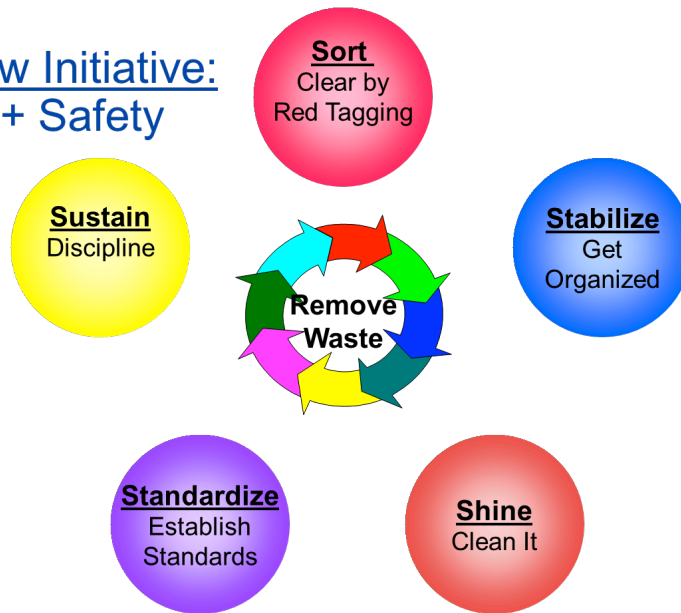 w Initiative:
+ Safety
Sort
Clear by
Red Tagging
Sustain
Discipline
Stabilize
Get
Organized
Remove
Waste
Standardize
Establish
Standards
Shine
Clean It